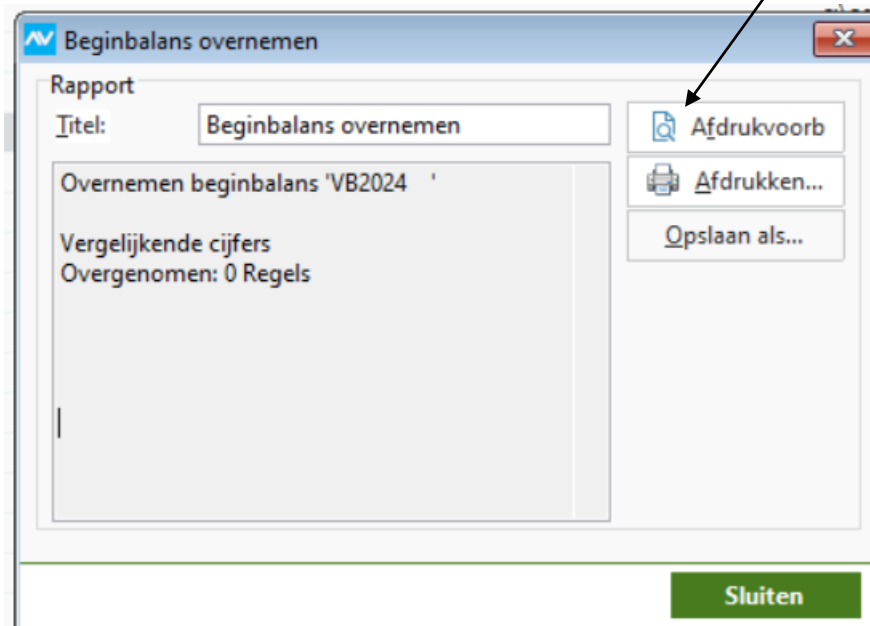 Beginbalans overnemen
Rapport
Titel:
Beginbalans overnemen
Afdrukvoorb
Overnemen beginbalans 'VB2024    '
Afdrukken...
Vergelijkende cijfers
Opslaan als...
Overgenomen: 0 Regels
Sluiten